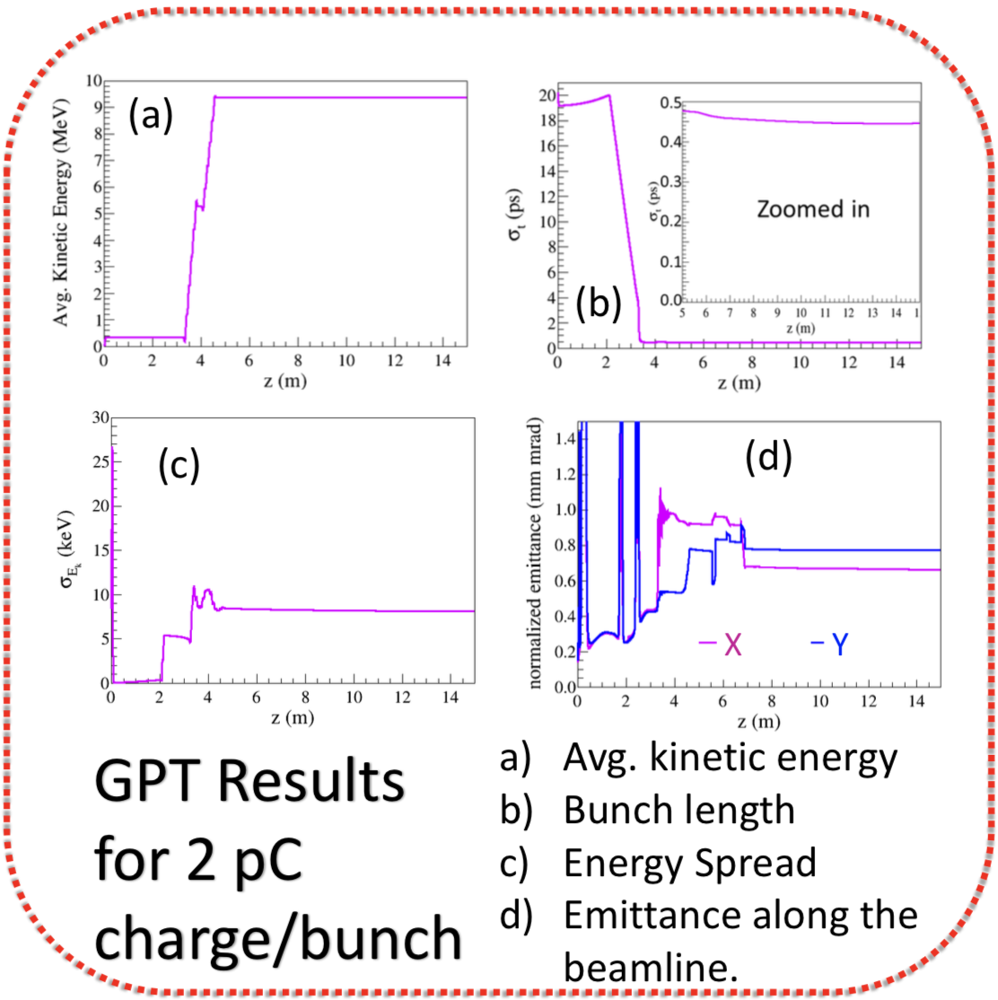 (a)
Avg. Kinetic Energy (MeV)
10
9
8
7
6
5
4
3
2
1
0
0 2 4 6 8 10 12 14
z (m)
(b)
σt (ps)
20
18
16
14
12
10
8
6
4
2
0
0 2 4 6 8 10 12 14
z (m)
Zoomed in
σt (ps)
0.5
0.4
0.3
0.2
0.1
0.0
5 6 7 8 9 10 11 12 13 14 1
z (m)
(c)
σEk (keV)
30
25
20
15
10
5
0
0 2 4 6 8 10 12 14
z (m)
(d)
normalized emittance (mm mrad)
1.4
1.2
1.0
0.8
0.6
0.4
0.2
0.0
0 2 4 6 8 10 12 14
z (m)
X Y
GPT Results
for 2 pC
charge/bunch
a) Avg. kinetic energy
b) Bunch length
c) Energy Spread
d) Emittance along the
beamline.